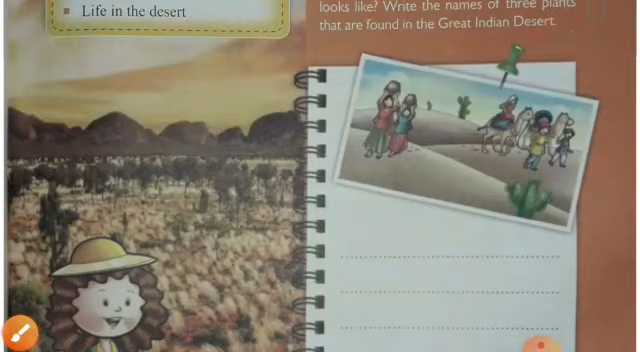 Life in the desert
looks like? Write the names of three plants
that are found in the Great Indian Desert.